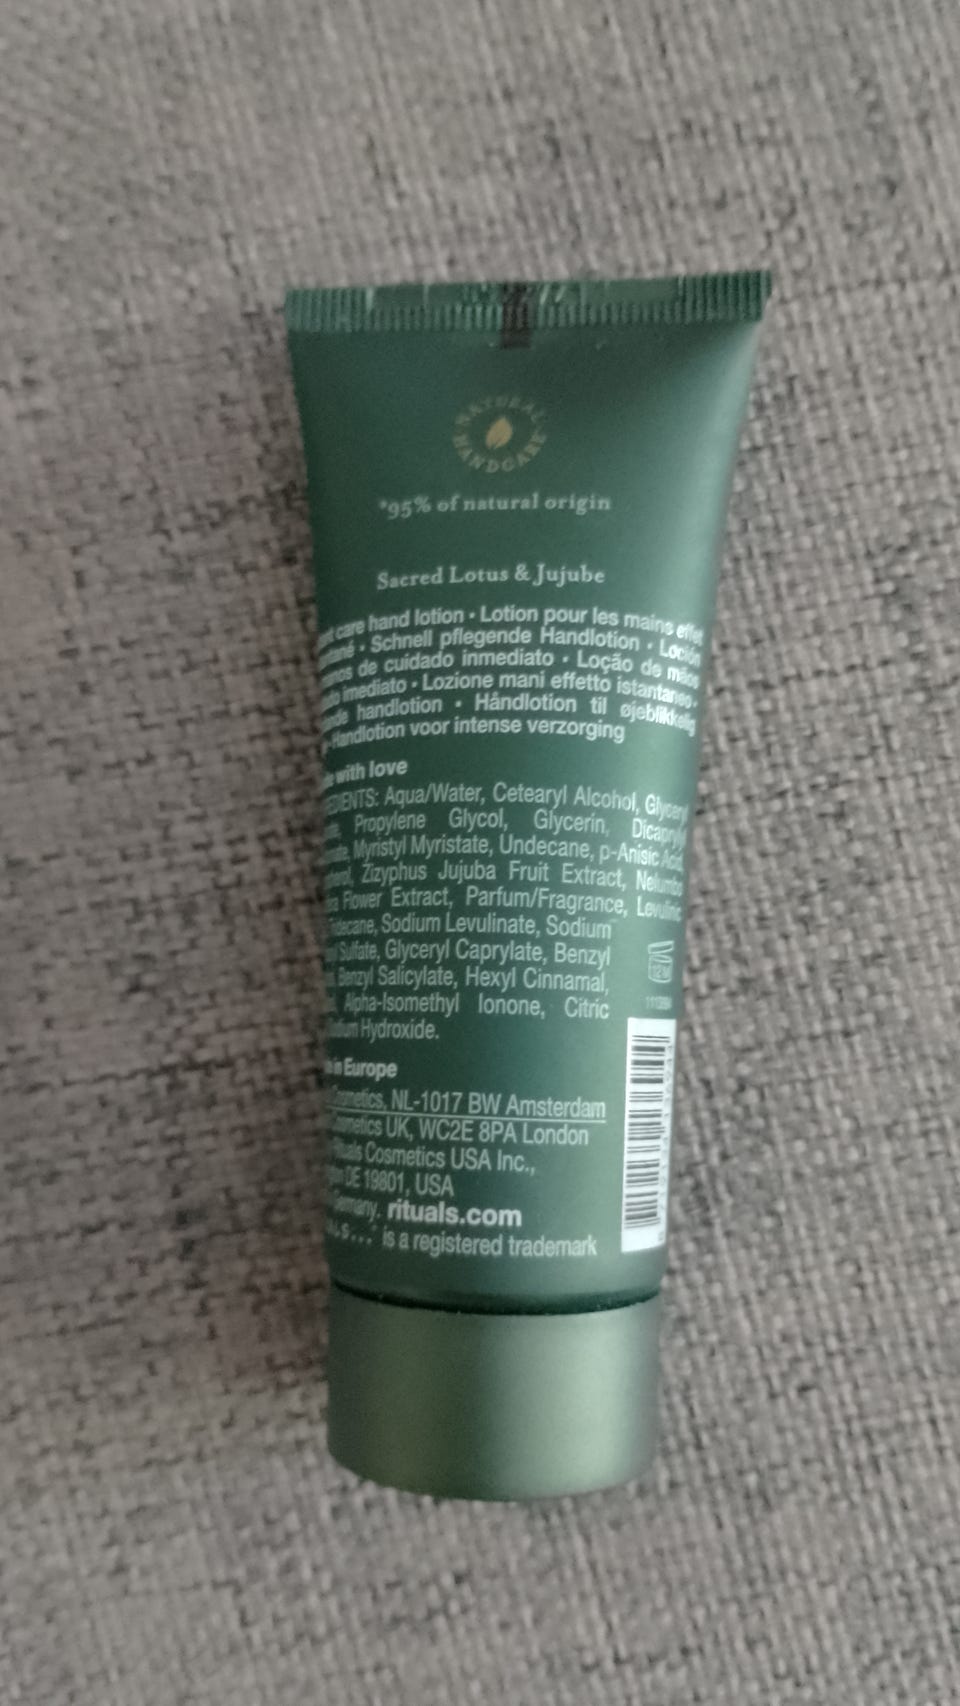 NATURAL HANDCARE
*95% of natural origin
Sacred Lotus & Jujube
care hand lotion • Lotion pour les mains effet
• Schnell pflegende Handlotion • Loción
de cuidado inmediato • Loção de mãos
imediato • Lozione mani effetto istantaneo •
handlotion • Håndlotion til øjeblikkelig
Handlotion voor intense verzorging
with love
Aqua/Water, Cetearyl Alcohol, Glyceryl
Propylene Glycol, Glycerin, Dicaprylyl
Myristyl Myristate, Undecane, p-Anisic Acid,
Zizyphus Jujuba Fruit Extract, Nelumbo
Flower Extract, Parfum/Fragrance, Levulinic
Tridecane, Sodium Levulinate, Sodium
Sulfate, Glyceryl Caprylate, Benzyl
Benzyl Salicylate, Hexyl Cinnamal,
Alpha-Isomethyl Ionone, Citric
Hydroxide.
12 M
in Europe
Cosmetics, NL-1017 BW Amsterdam
Cosmetics UK, WC2E 8PA London
Rituals Cosmetics USA Inc.,
DE 19801, USA
Germany. rituals.com
is a registered trademark